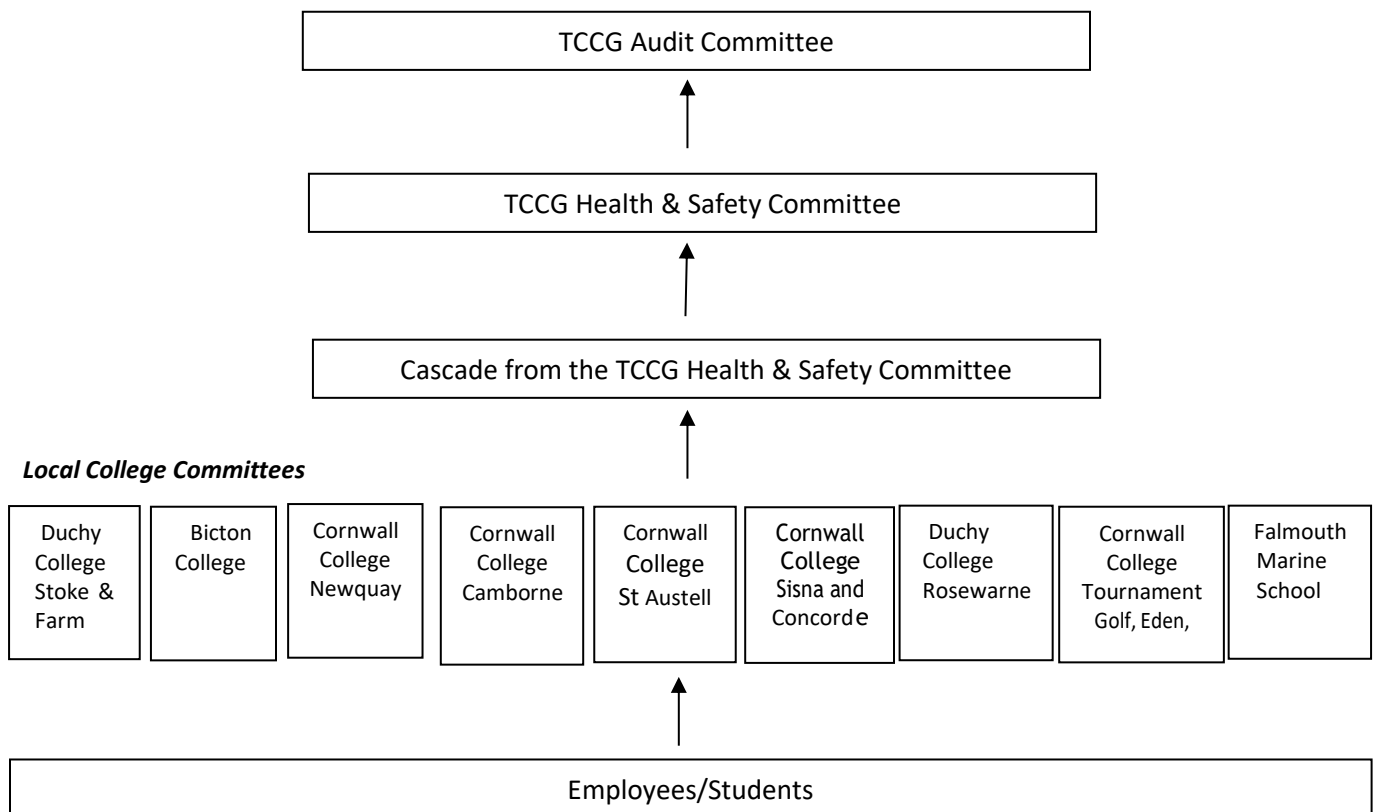 TCCG Audit Committee
TCCG Health & Safety Committee
Cascade from the TCCG Health & Safety Committee
Local College Committees
Duchy
College
Stoke &
Farm
Bicton
College
Cornwall
College
Newquay
Cornwall
College
Camborne
Cornwall
College
St Austell
Cornwall
College
Sisna and
Concorde
Duchy
College
Rosewarne
Cornwall
College
Tournament
Golf, Eden,
Falmouth
Marine
School
Employees/Students